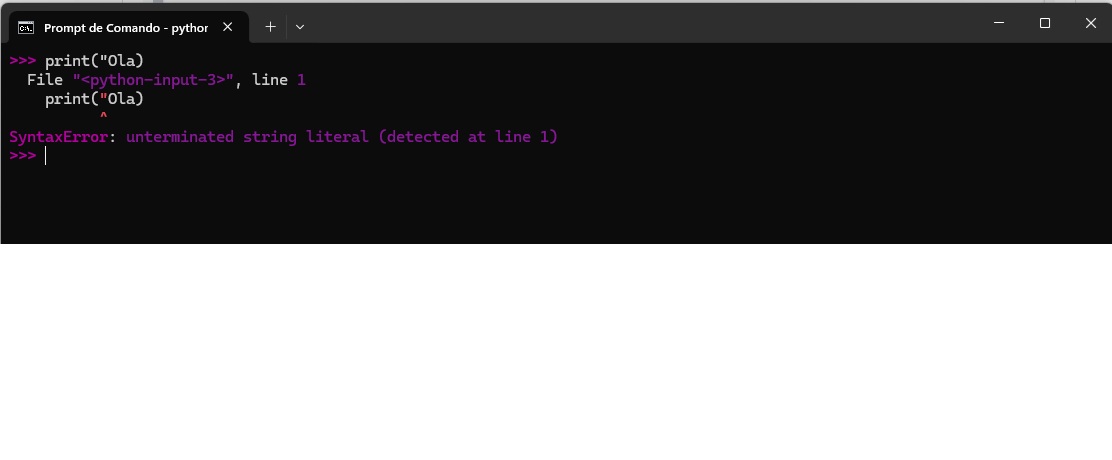 Prompt de Comando - python
>>> print("Ola)
  File "<python-input-3>", line 1
    print("Ola)
          ^
SyntaxError: unterminated string literal (detected at line 1)
>>>